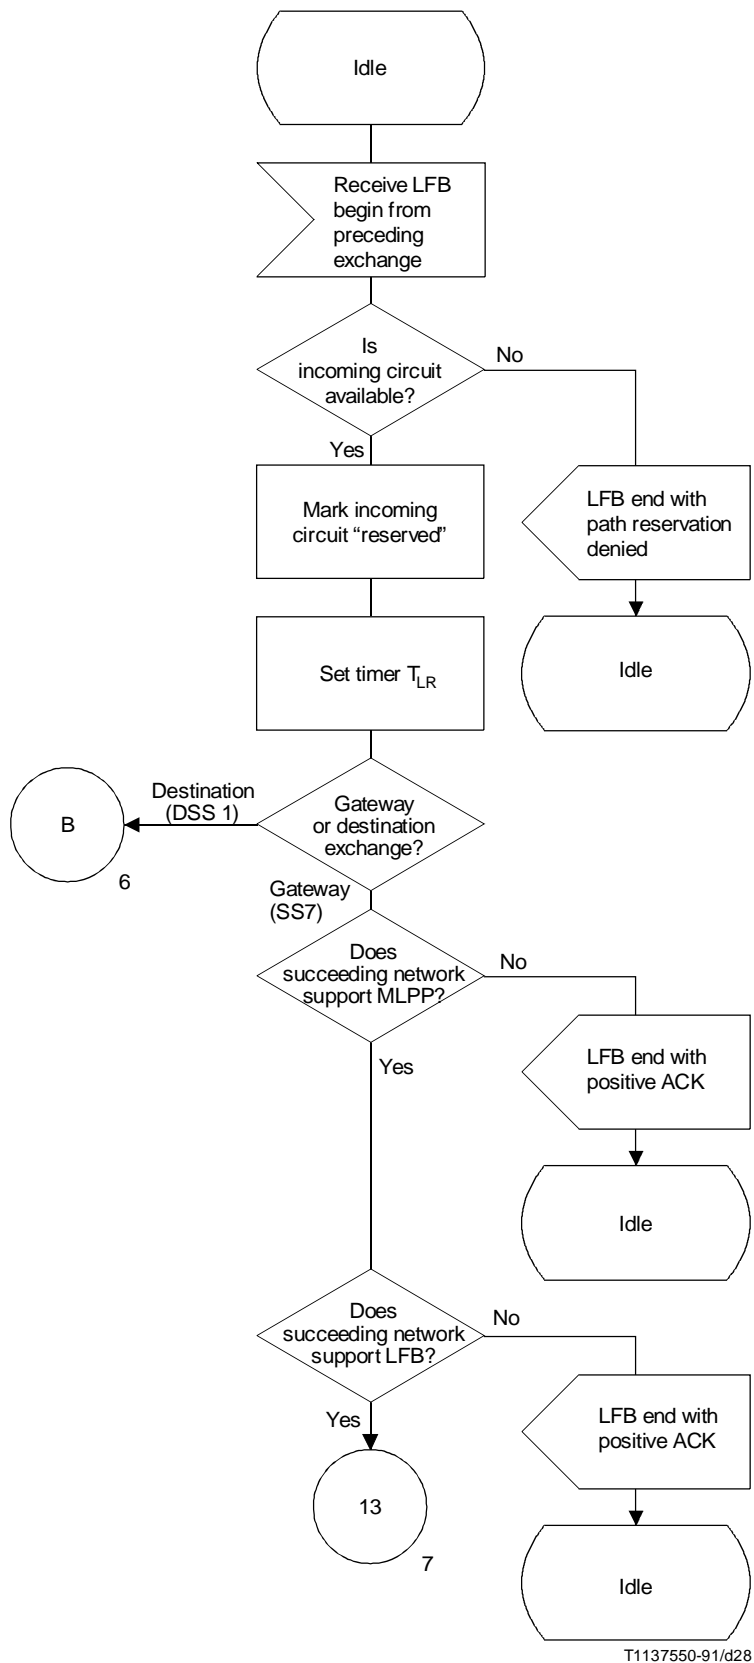 Idle
Receive LFB
begin from
preceding
exchange
Is
incoming circuit
available?
No
Yes
Mark incoming
circuit “reserved”
LFB end with
path reservation
denied
Set timer TLR
Idle
Destination
(DSS 1)
B
6
Gateway
or destination
exchange?
Gateway
(SS7)
Does
succeeding network
support MLPP?
No
Yes
LFB end with
positive ACK
Idle
Does
succeeding network
support LFB?
No
Yes
LFB end with
positive ACK
13
7
Idle
T1137550-91/d28